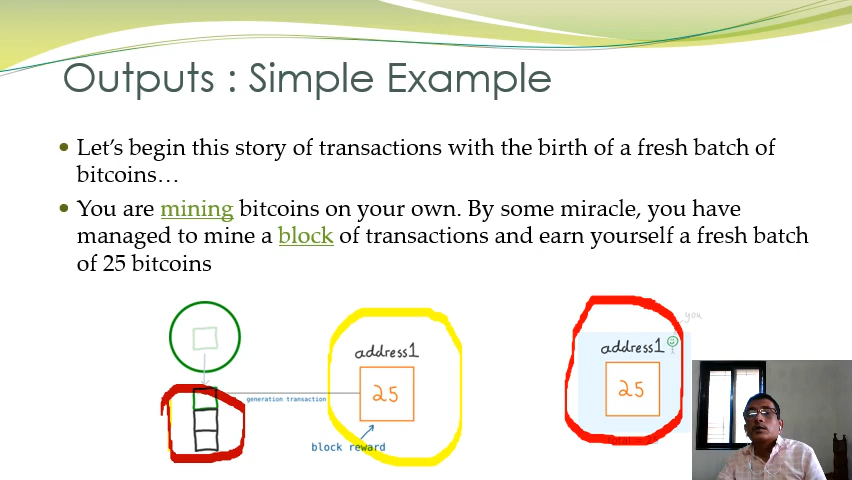 Outputs : Simple Example
Let's begin this story of transactions with the birth of a fresh batch of
bitcoins…
You are mining bitcoins on your own. By some miracle, you have
managed to mine a block of transactions and earn yourself a fresh batch
of 25 bitcoins
address1
25
generation transaction
block reward
you
address1
25